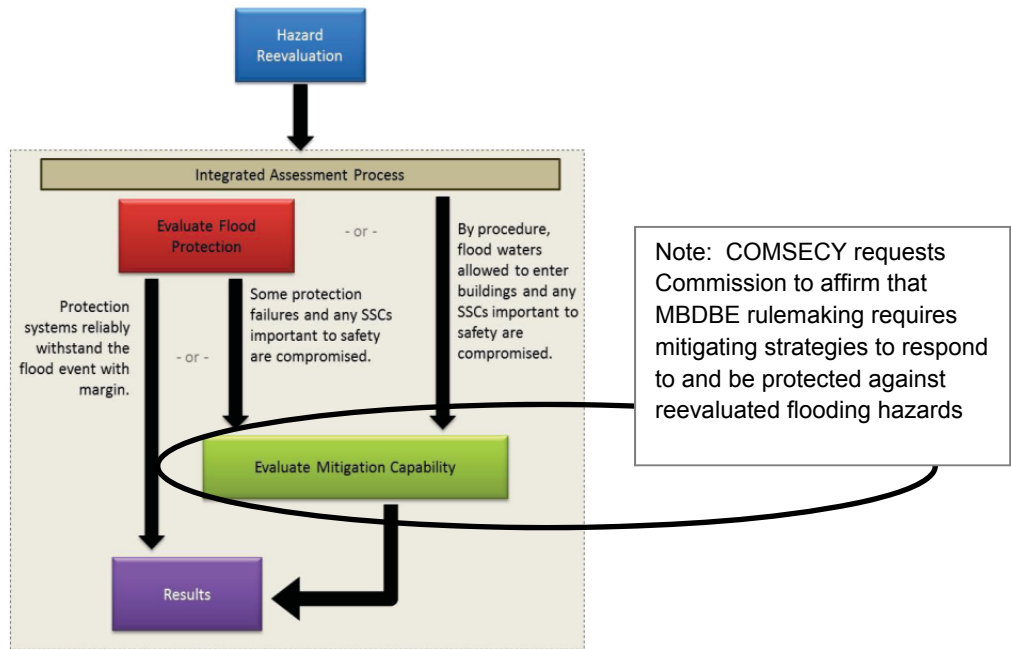 Hazard
Reevaluation
Integrated Assessment Process
Evaluate Flood
Protection
- or -
By procedure,
flood waters
allowed to enter
buildings and any
SSCs important to
safety are
compromised.
Protection
systems reliably
withstand the
flood event with
margin.
- or -
Some protection
failures and any SSCs
important to safety
are compromised.
Evaluate Mitigation Capability
Results
Note: COMSECY requests
Commission to affirm that
MBDBE rulemaking requires
mitigating strategies to respond
to and be protected against
reevaluated flooding hazards